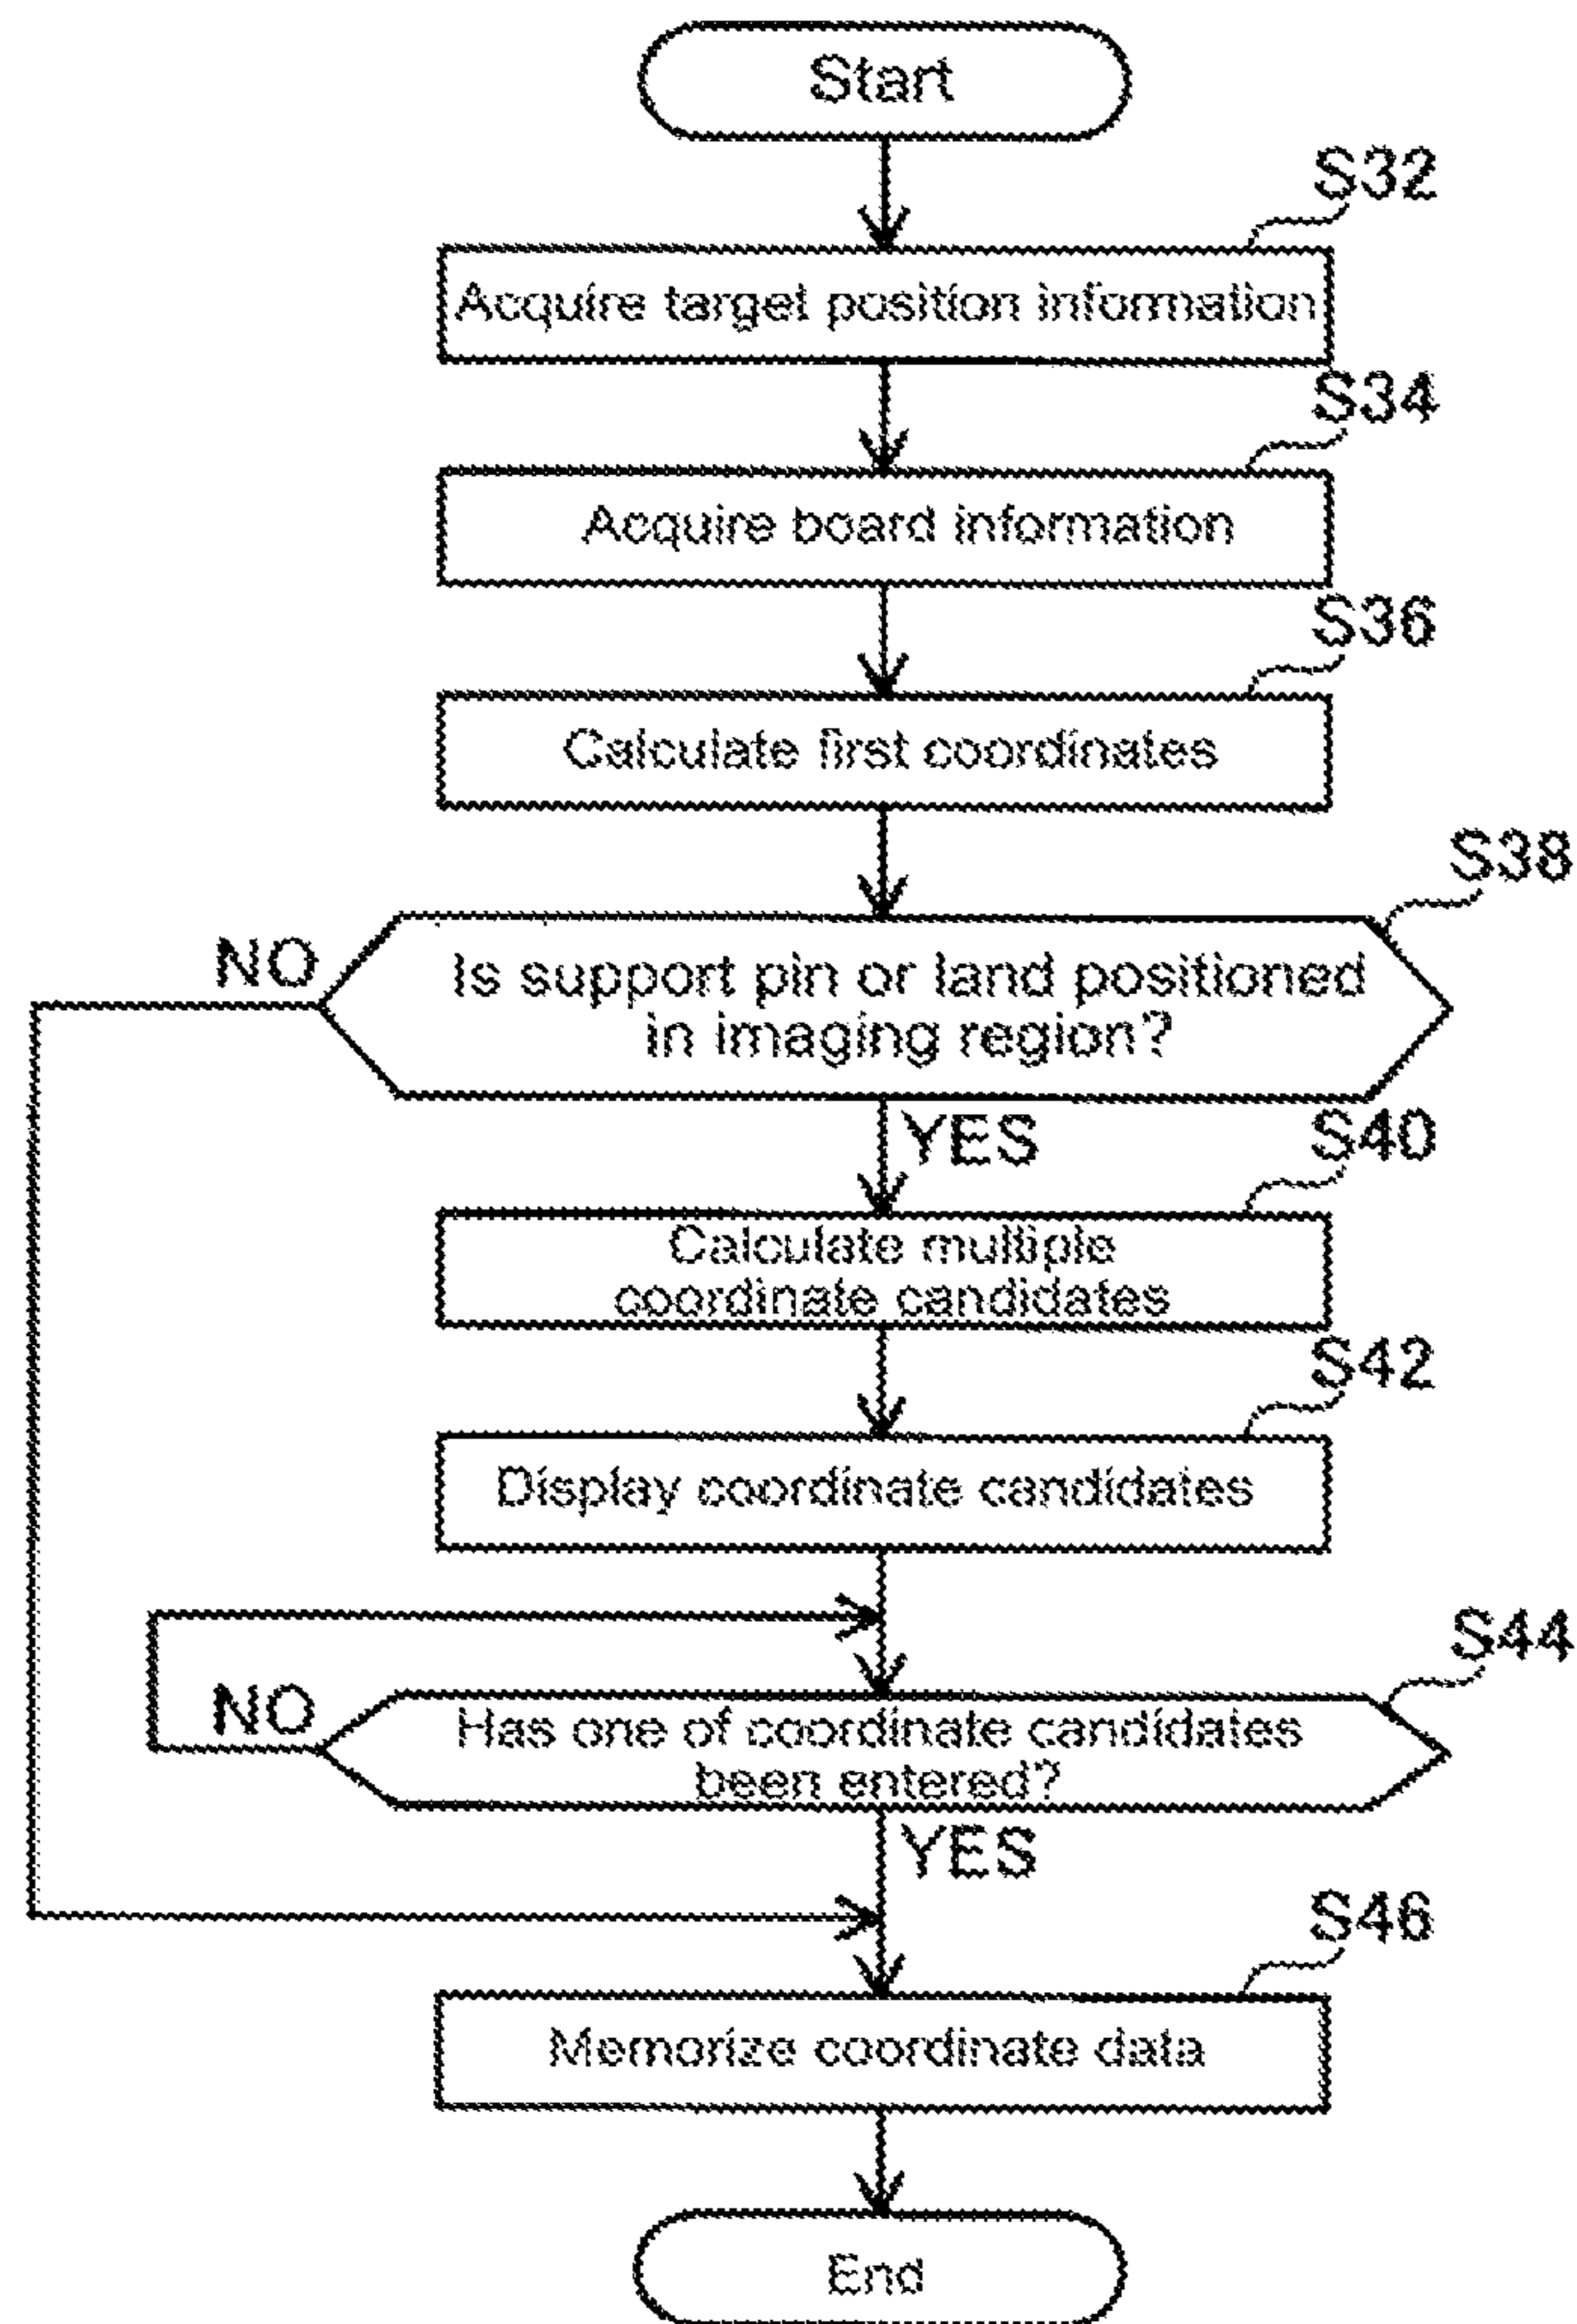 Start
S32
Acquire target position information
S34
Acquire board information
S36
Calculate first coordinates
S38
NO
Is support pin or land positioned
in imaging region?
YES
S40
Calculate multiple
coordinate candidates
S42
Display coordinate candidates
S44
NO
Has one of coordinate candidates
been entered?
YES
S46
Memorize coordinate data
End